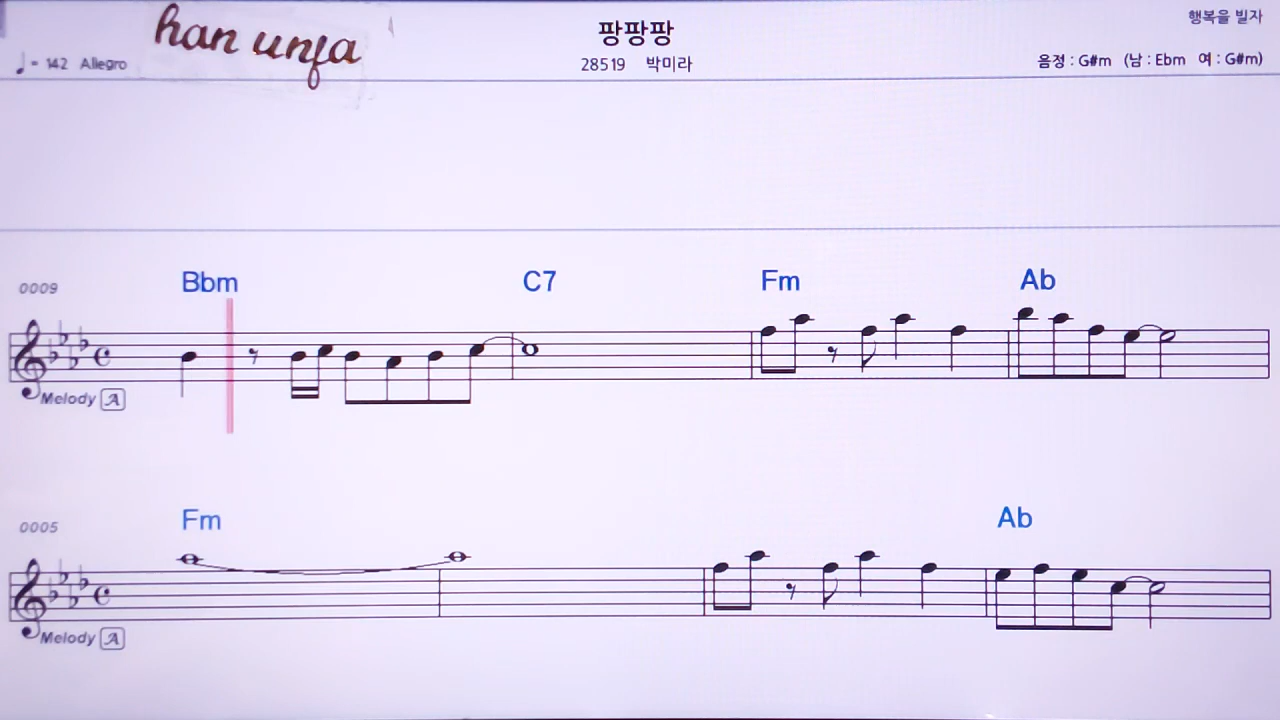 han unfa
팡팡팡
행복을 빌자
♩= 142 Allegro
28519 박미라
음정 : G#m (남 : Ebm 여 : G#m)
0009
Bbm C7 Fm Ab
Melody A
0005
Fm Ab
Melody A